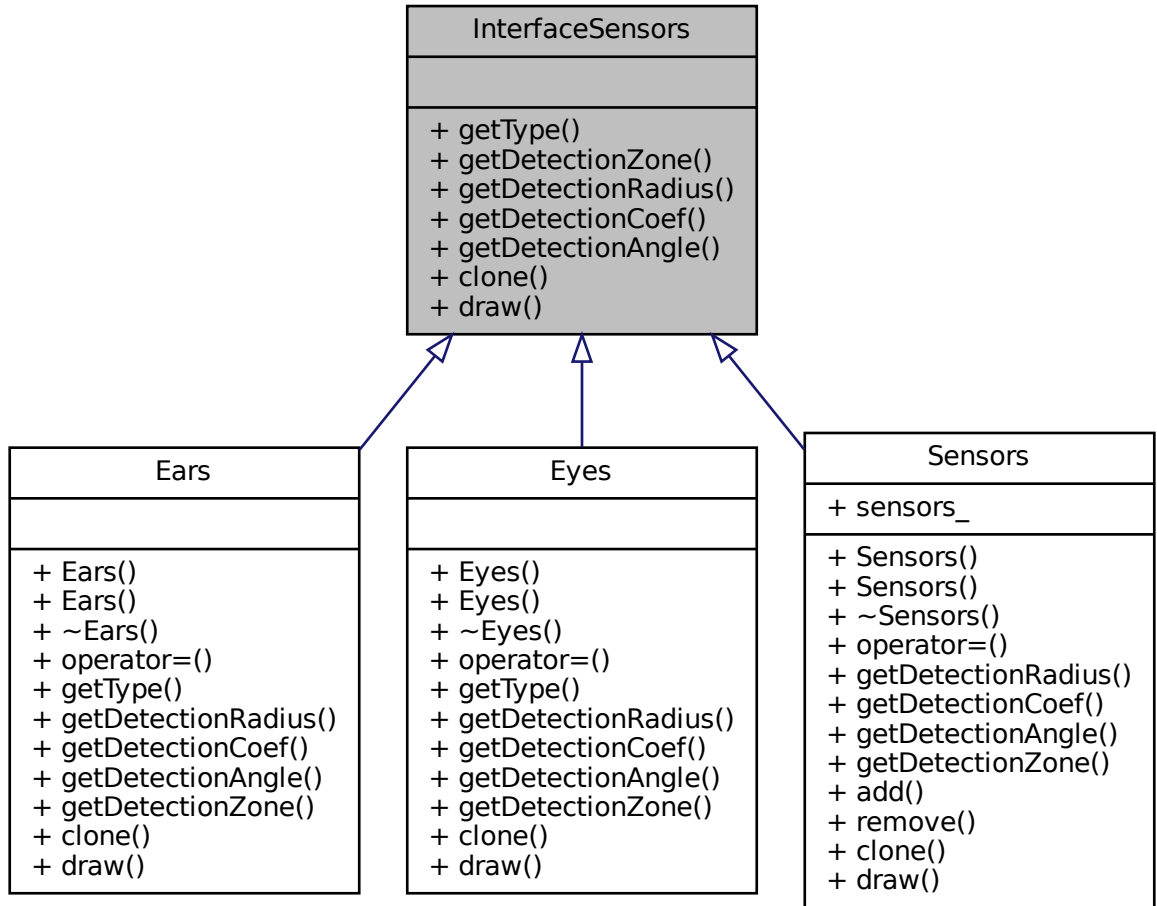 InterfaceSensors
+ getType()
+ getDetectionZone()
+ getDetectionRadius()
+ getDetectionCoef()
+ getDetectionAngle()
+ clone()
+ draw()
Ears
+ Ears()
+ Ears()
+ ~Ears()
+ operator=()
+ getType()
+ getDetectionRadius()
+ getDetectionCoef()
+ getDetectionAngle()
+ getDetectionZone()
+ clone()
+ draw()
Eyes
+ Eyes()
+ Eyes()
+ ~Eyes()
+ operator=()
+ getType()
+ getDetectionRadius()
+ getDetectionCoef()
+ getDetectionAngle()
+ getDetectionZone()
+ clone()
+ draw()
Sensors
+ sensors_
+ Sensors()
+ Sensors()
+ ~Sensors()
+ operator=()
+ getDetectionRadius()
+ getDetectionCoef()
+ getDetectionAngle()
+ getDetectionZone()
+ add()
+ remove()
+ clone()
+ draw()